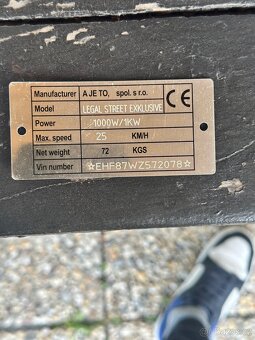 Manufacturer A JE TO, spol. s r.o.
Model LEGAL STREET EXKLUSIVE
Power 1000W/1KW
Max. speed 25 KM/H
Net weight 72 KGS
Vin number ☆EHF87WZS72078☆
CE